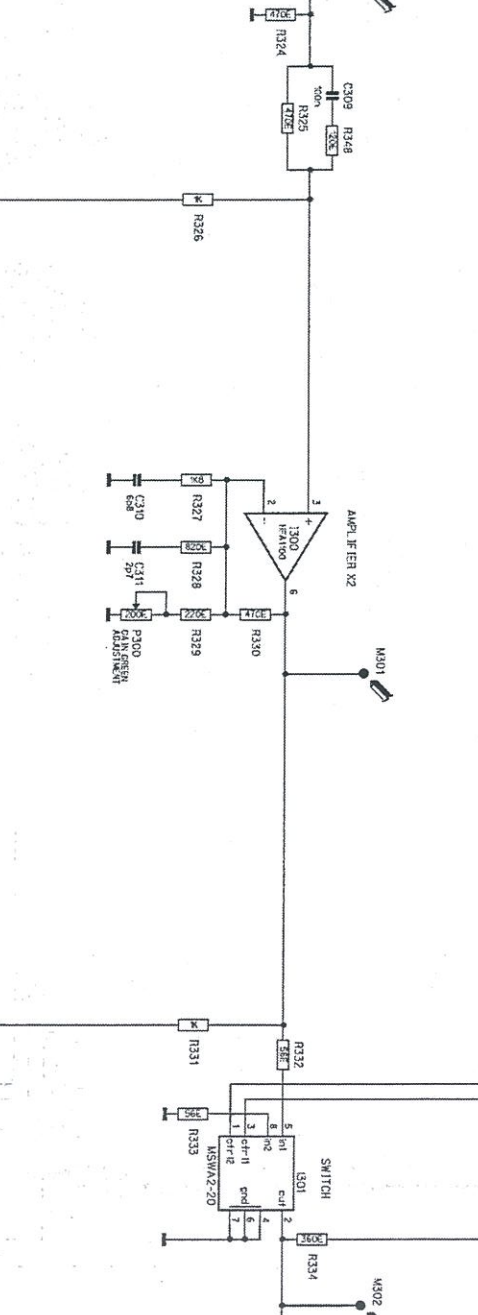 470E
R324
C309
100n
R348
120E
R325
470E
1K
R326
AMPLIFIER X2
3
+
2
-
I300
HFA1100
6
1K8
R327
C310
6p8
820E
R328
C311
2p7
200E
P300
GAIN GREEN
ADJUSTMENT
220E
R329
470E
R330
M301
1K
R331
R332
56E
56E
R333
1
3
8
5
ctrl2
ctrl1
in2
in1
MSWA2-20
I301
SWITCH
gnd
out
7
6
4
2
360E
R334
M302